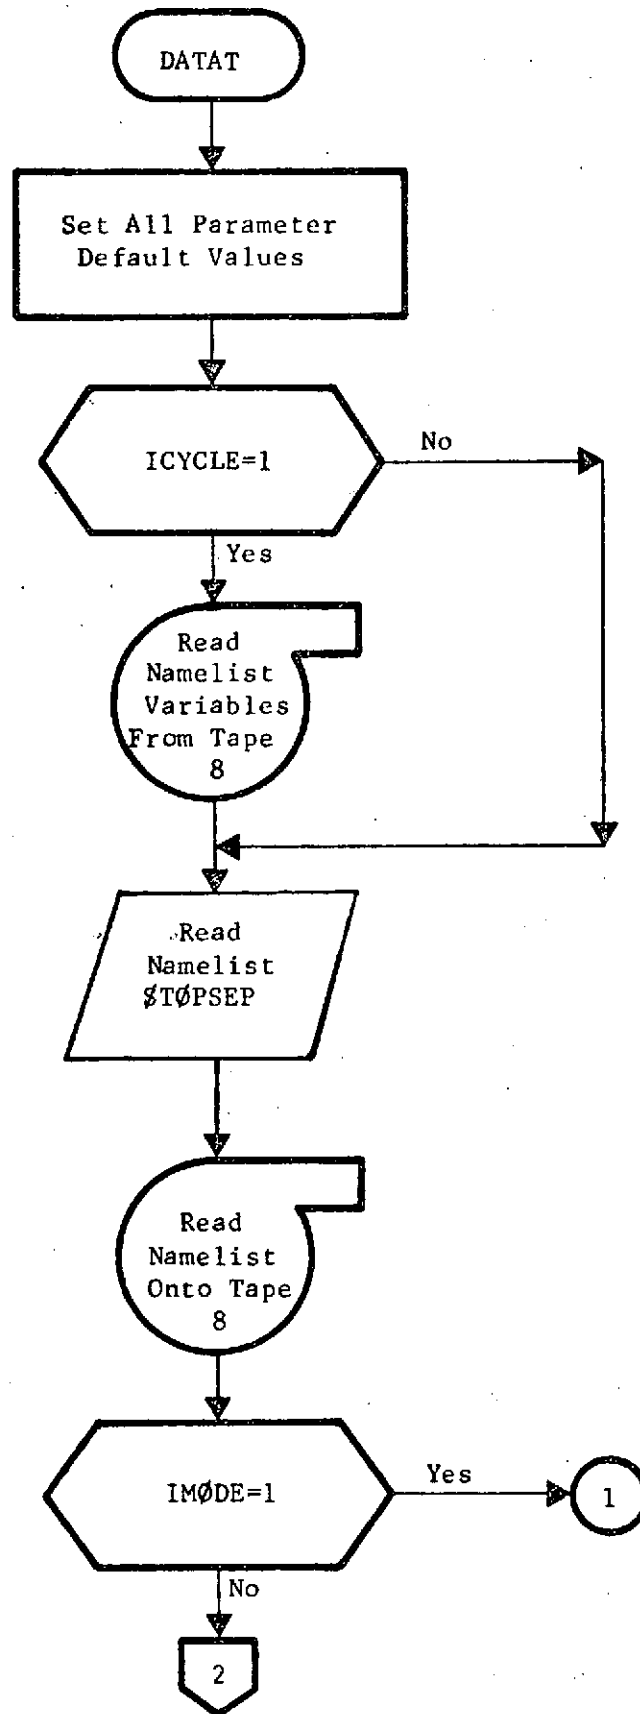 DATAT
Set All Parameter
Default Values
ICYCLE=1
No
Yes
Read
Namelist
Variables
From Tape
8
Read
Namelist
$TØPSEP
Read
Namelist
Onto Tape
8
IMØDE=1
Yes
1
No
2